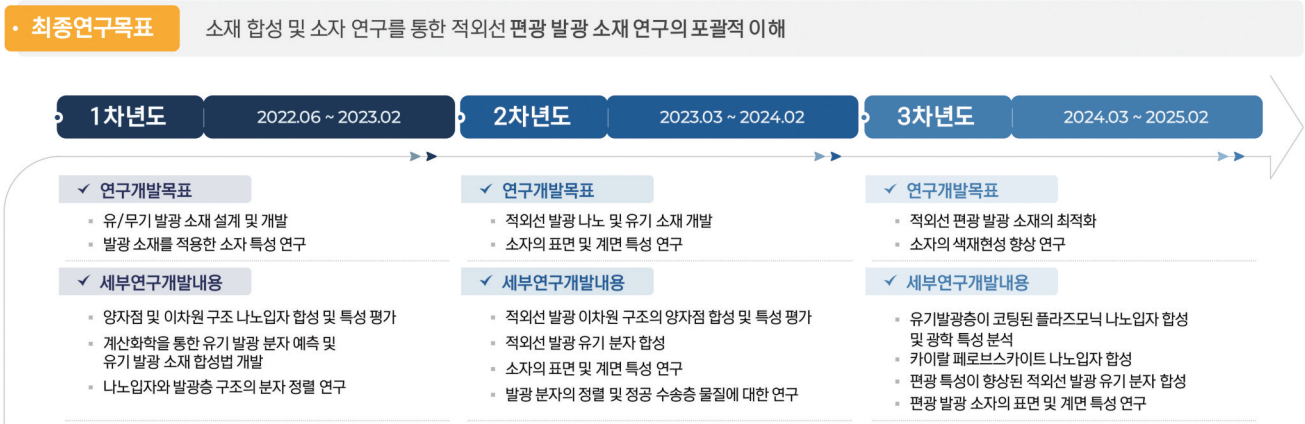 최종연구목표
소재 합성 및 소자 연구를 통한 적외선 편광 발광 소재 연구의 포괄적 이해
1차년도
2022.06 ~ 2023.02
2차년도
2023.03 ~ 2024.02
3차년도
2024.03 ~ 2025.02
연구개발목표
유/무기 발광 소재 설계 및 개발
발광 소재를 적용한 소자 특성 연구
세부연구개발내용
양자점 및 이차원 구조 나노입자 합성 및 특성 평가
계산화학을 통한 유기 발광 분자 예측 및
유기 발광 소재 합성법 개발
나노입자와 발광층 구조의 분자 정렬 연구
연구개발목표
적외선 발광 나노 및 유기 소재 개발
소자의 표면 및 계면 특성 연구
세부연구개발내용
적외선 발광 이차원 구조의 양자점 합성 및 특성 평가
적외선 발광 유기 분자 합성
소자의 표면 및 계면 특성 연구
발광 분자의 정렬 및 정공 수송층 물질에 대한 연구
연구개발목표
적외선 편광 발광 소재의 최적화
소자의 색재현성 향상 연구
세부연구개발내용
유기발광층이 코팅된 플라즈모닉 나노입자 합성
및 광학 특성 분석
카이랄 페로브스카이트 나노입자 합성
편광 특성이 향상된 적외선 발광 유기 분자 합성
편광 발광 소자의 표면 및 계면 특성 연구